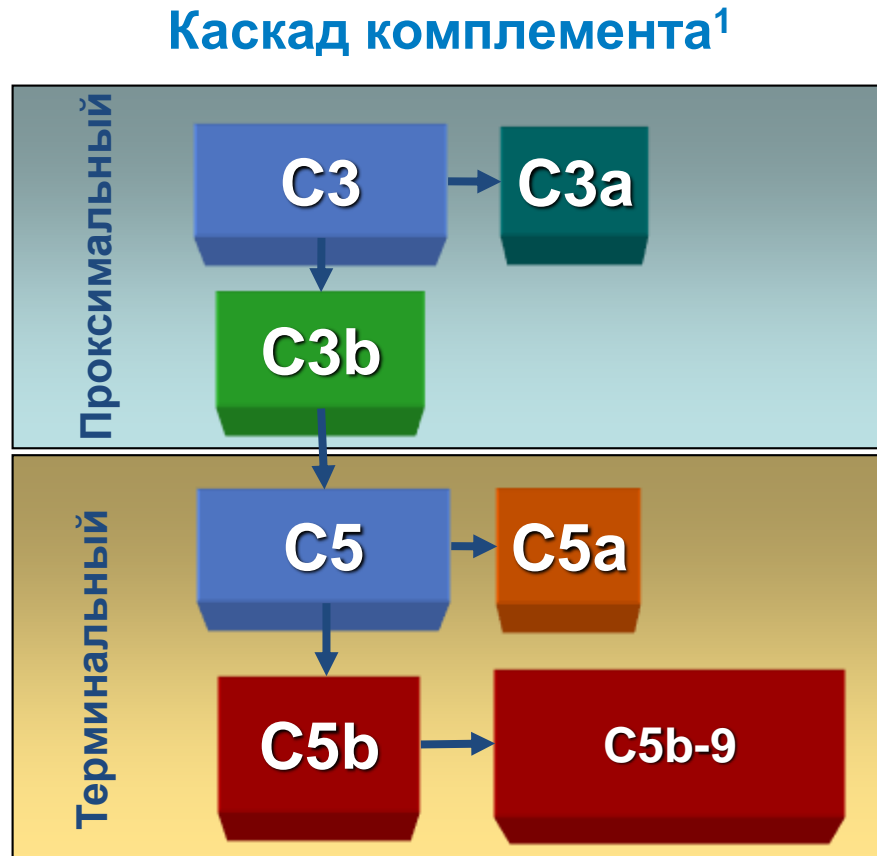 Каскад комплемента¹
Проксимальный
C3
C3a
C3b
Терминальный
C5
C5a
C5b
C5b-9